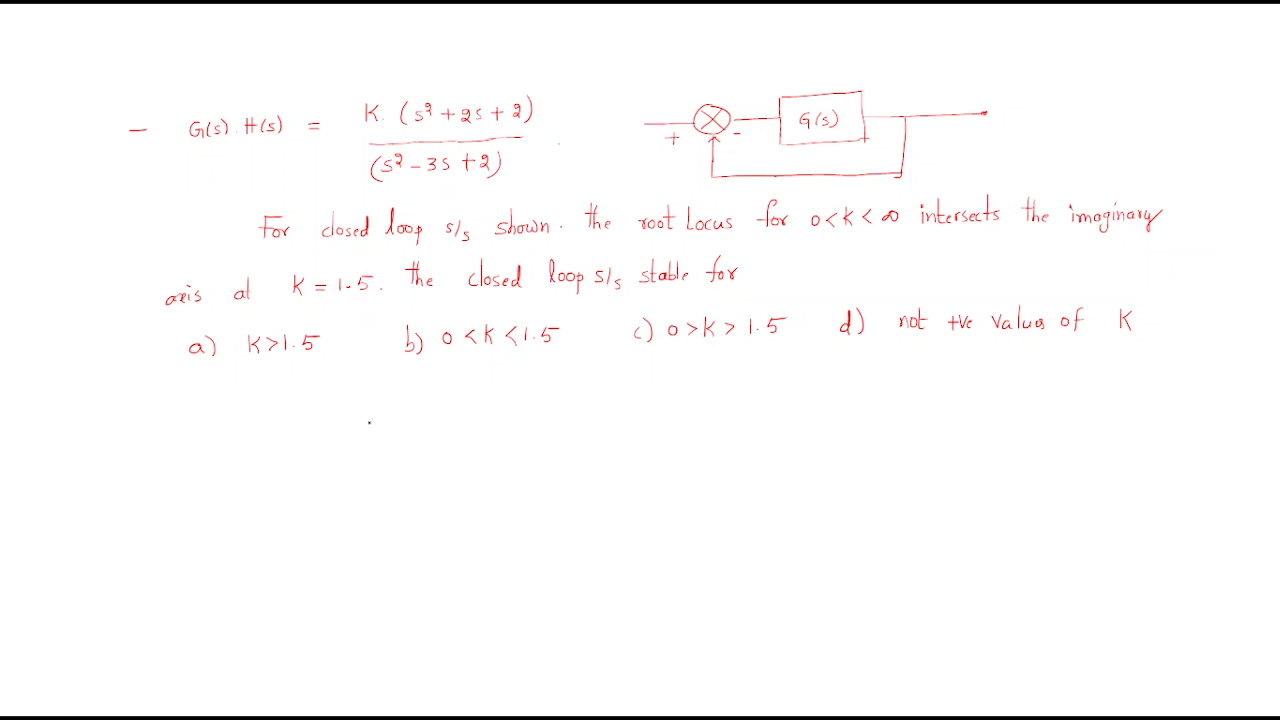 — G(s) . H(s) = K. (s² + 2s + 2) / (s² - 3s + 2)
+ - G(s) +
For closed loop s/s shown. the root Locus for 0<K<∞ intersects the imaginary
axis at K = 1.5. The closed loop s/s stable for
a) K>1.5 b) 0<K<1.5 c) 0>K>1.5 d) not +ve values of K